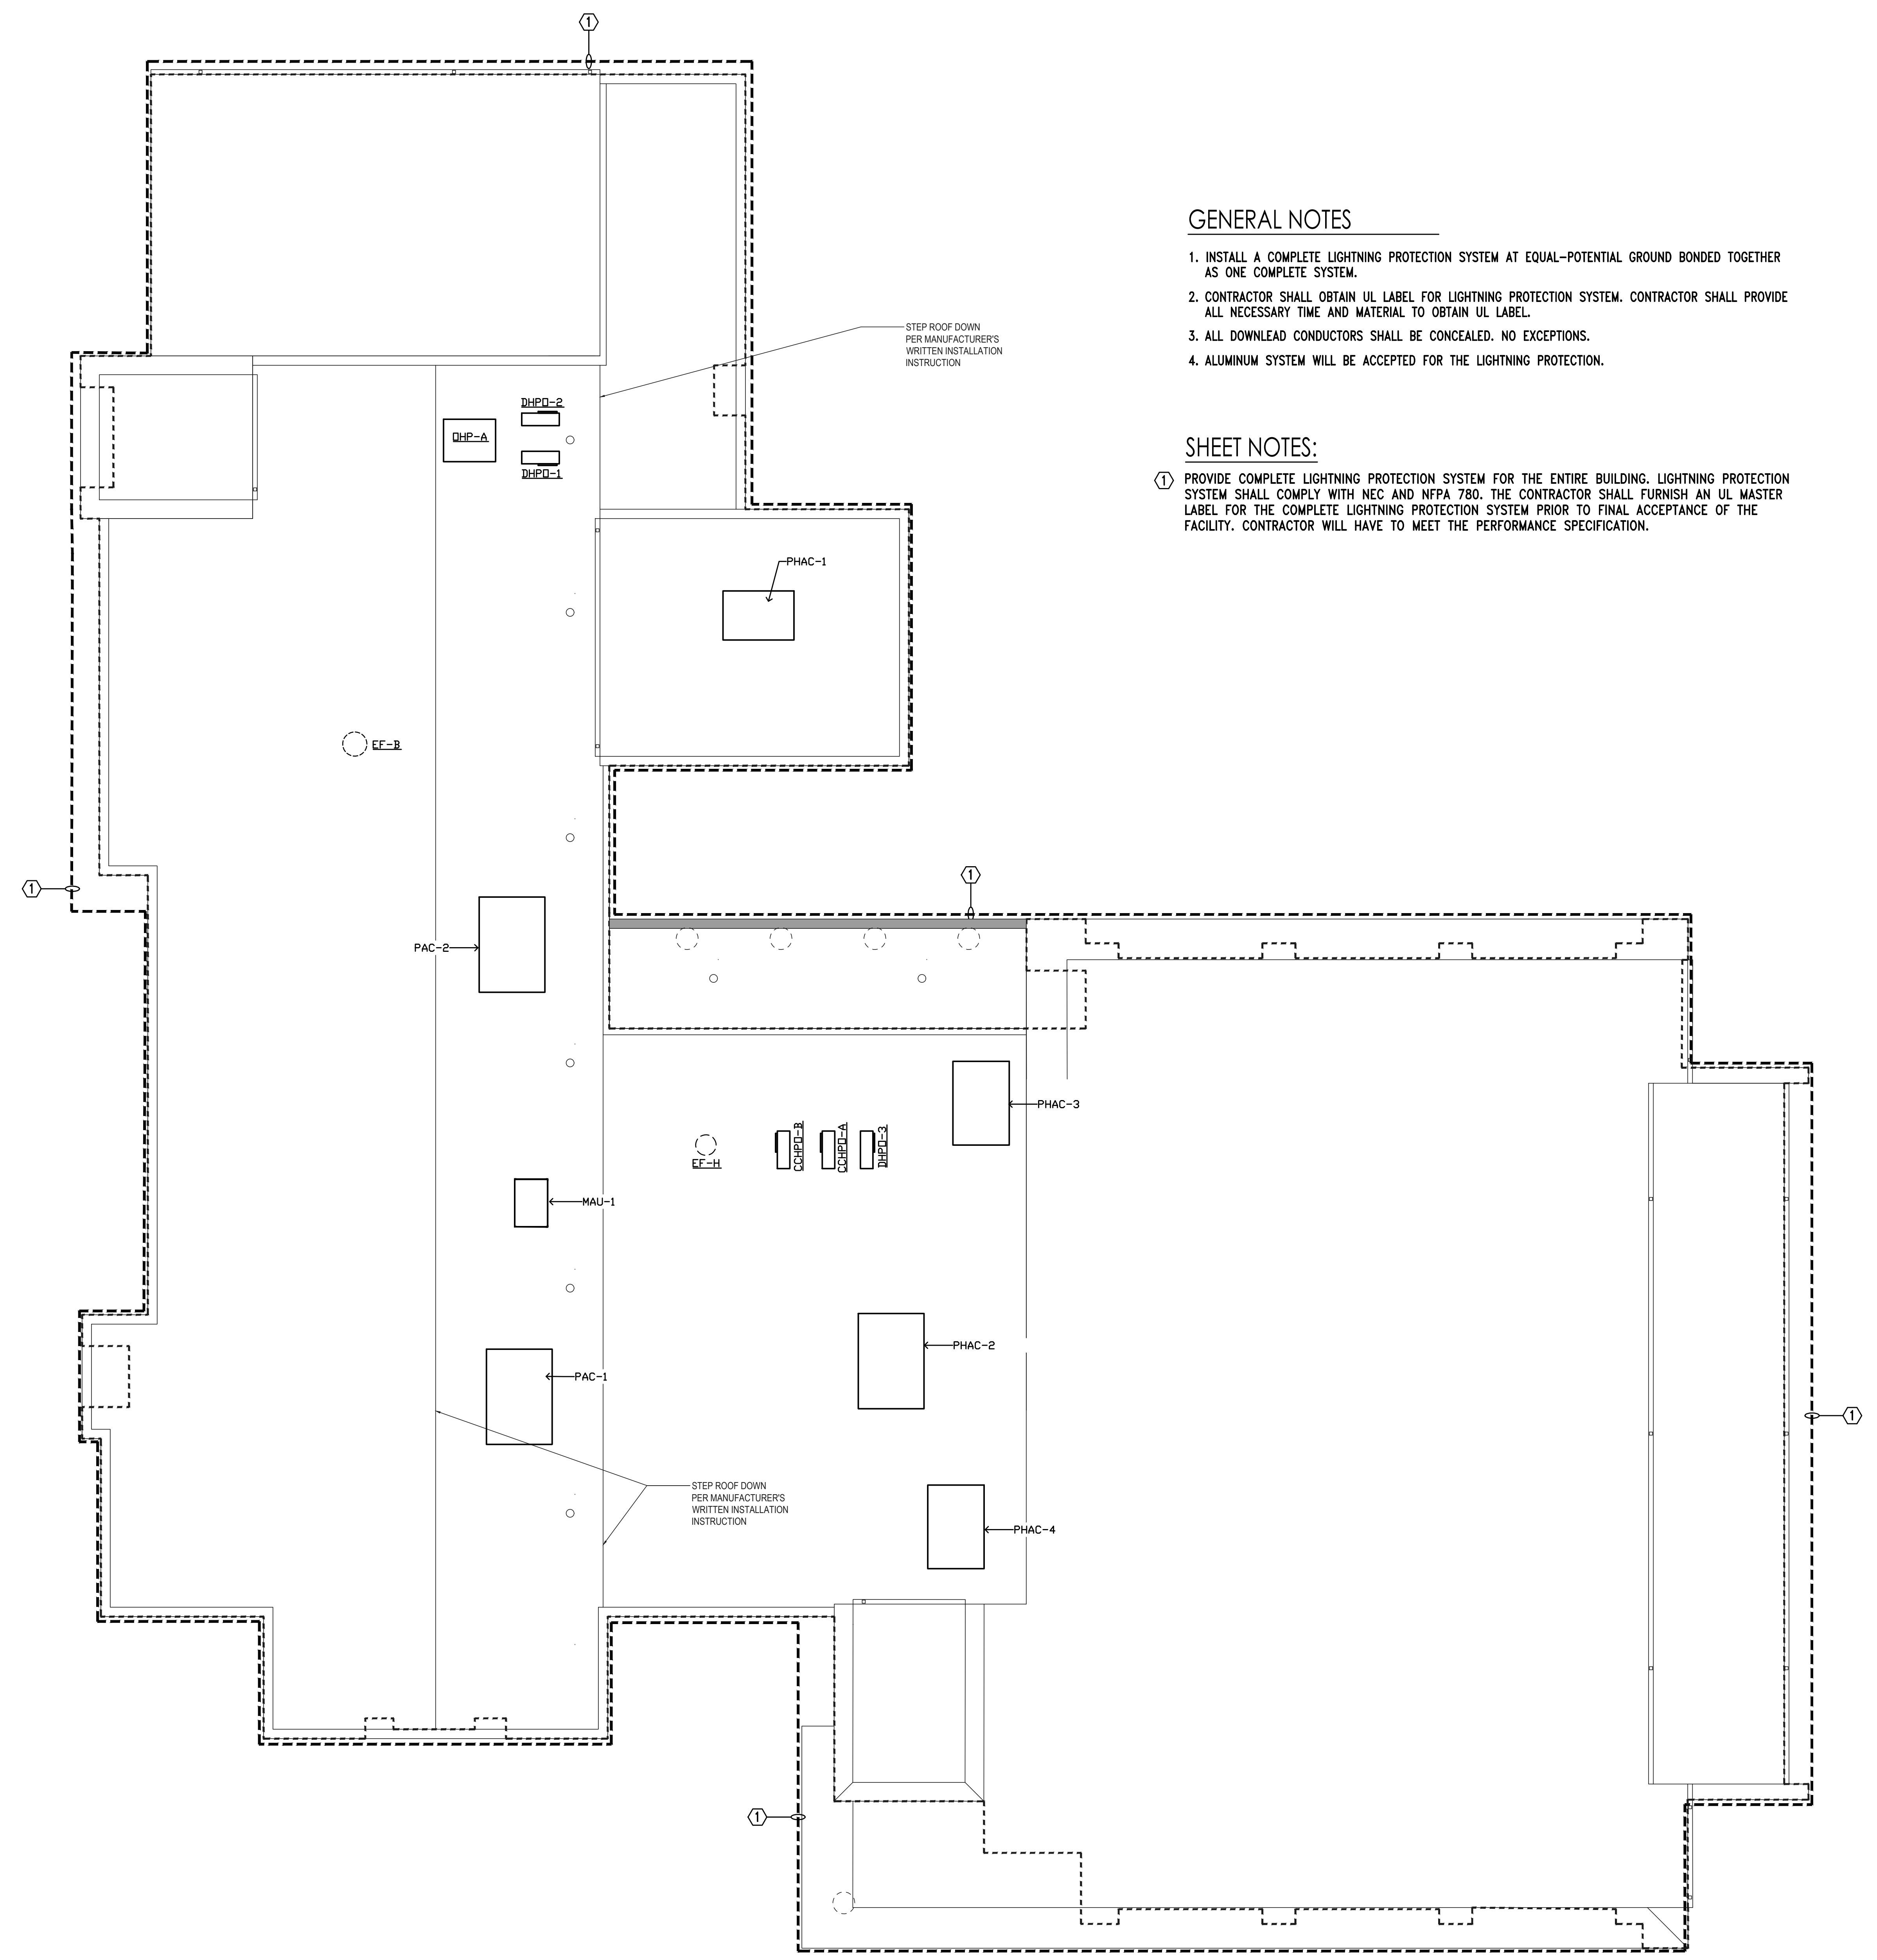 1
GENERAL NOTES
1. INSTALL A COMPLETE LIGHTNING PROTECTION SYSTEM AT EQUAL-POTENTIAL GROUND BONDED TOGETHER
AS ONE COMPLETE SYSTEM.
2. CONTRACTOR SHALL OBTAIN UL LABEL FOR LIGHTNING PROTECTION SYSTEM. CONTRACTOR SHALL PROVIDE
ALL NECESSARY TIME AND MATERIAL TO OBTAIN UL LABEL.
3. ALL DOWNLEAD CONDUCTORS SHALL BE CONCEALED. NO EXCEPTIONS.
4. ALUMINUM SYSTEM WILL BE ACCEPTED FOR THE LIGHTNING PROTECTION.
SHEET NOTES:
1 PROVIDE COMPLETE LIGHTNING PROTECTION SYSTEM FOR THE ENTIRE BUILDING. LIGHTNING PROTECTION
SYSTEM SHALL COMPLY WITH NEC AND NFPA 780. THE CONTRACTOR SHALL FURNISH AN UL MASTER
LABEL FOR THE COMPLETE LIGHTNING PROTECTION SYSTEM PRIOR TO FINAL ACCEPTANCE OF THE
FACILITY. CONTRACTOR WILL HAVE TO MEET THE PERFORMANCE SPECIFICATION.
STEP ROOF DOWN
PER MANUFACTURER'S
WRITTEN INSTALLATION
INSTRUCTION
DHPO-2
OHP-A
DHPO-1
PHAC-1
EF-B
1
1
PAC-2
PHAC-3
CCHPO-B
CCHPO-A
DHPO-3
EF-H
MAU-1
PHAC-2
PAC-1
1
STEP ROOF DOWN
PER MANUFACTURER'S
WRITTEN INSTALLATION
INSTRUCTION
PHAC-4
1